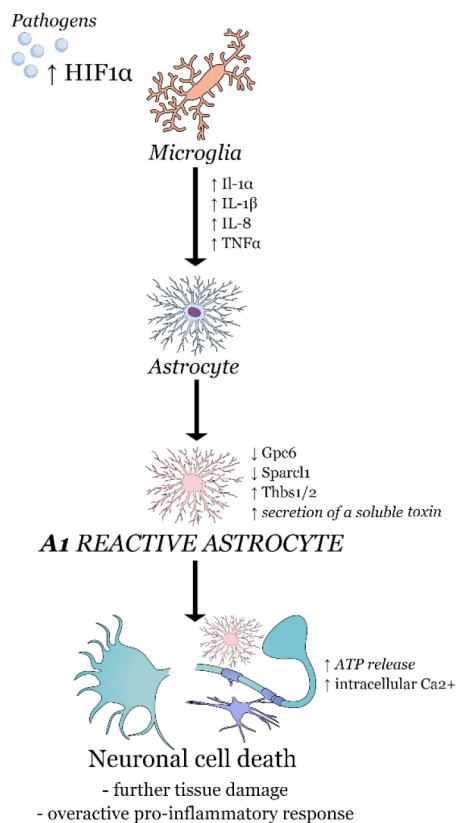 Pathogens
↑ HIF1α
Microglia
↑ Il-1α
↑ IL-1β
↑ IL-8
↑ TNFα
Astrocyte
↓ Gpc6
↓ Sparcl1
↑ Thbs1/2
↑ secretion of a soluble toxin
A1 REACTIVE ASTROCYTE
↑ ATP release
↑ intracellular Ca2+
Neuronal cell death
- further tissue damage
- overactive pro-inflammatory response